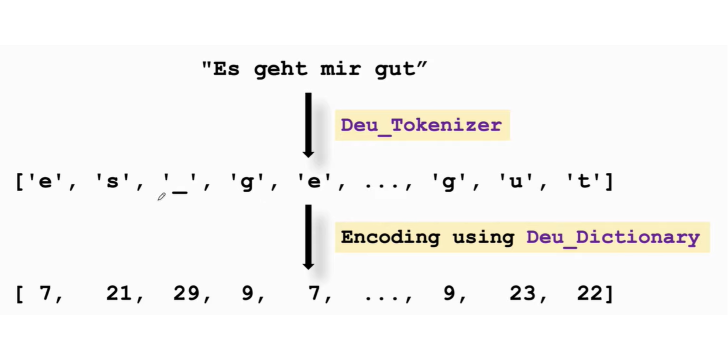 "Es geht mir gut”
Deu_Tokenizer
['e', 's', '_', 'g', 'e', ..., 'g', 'u', 't']
Encoding using Deu_Dictionary
[ 7, 21, 29, 9, 7, ..., 9, 23, 22]